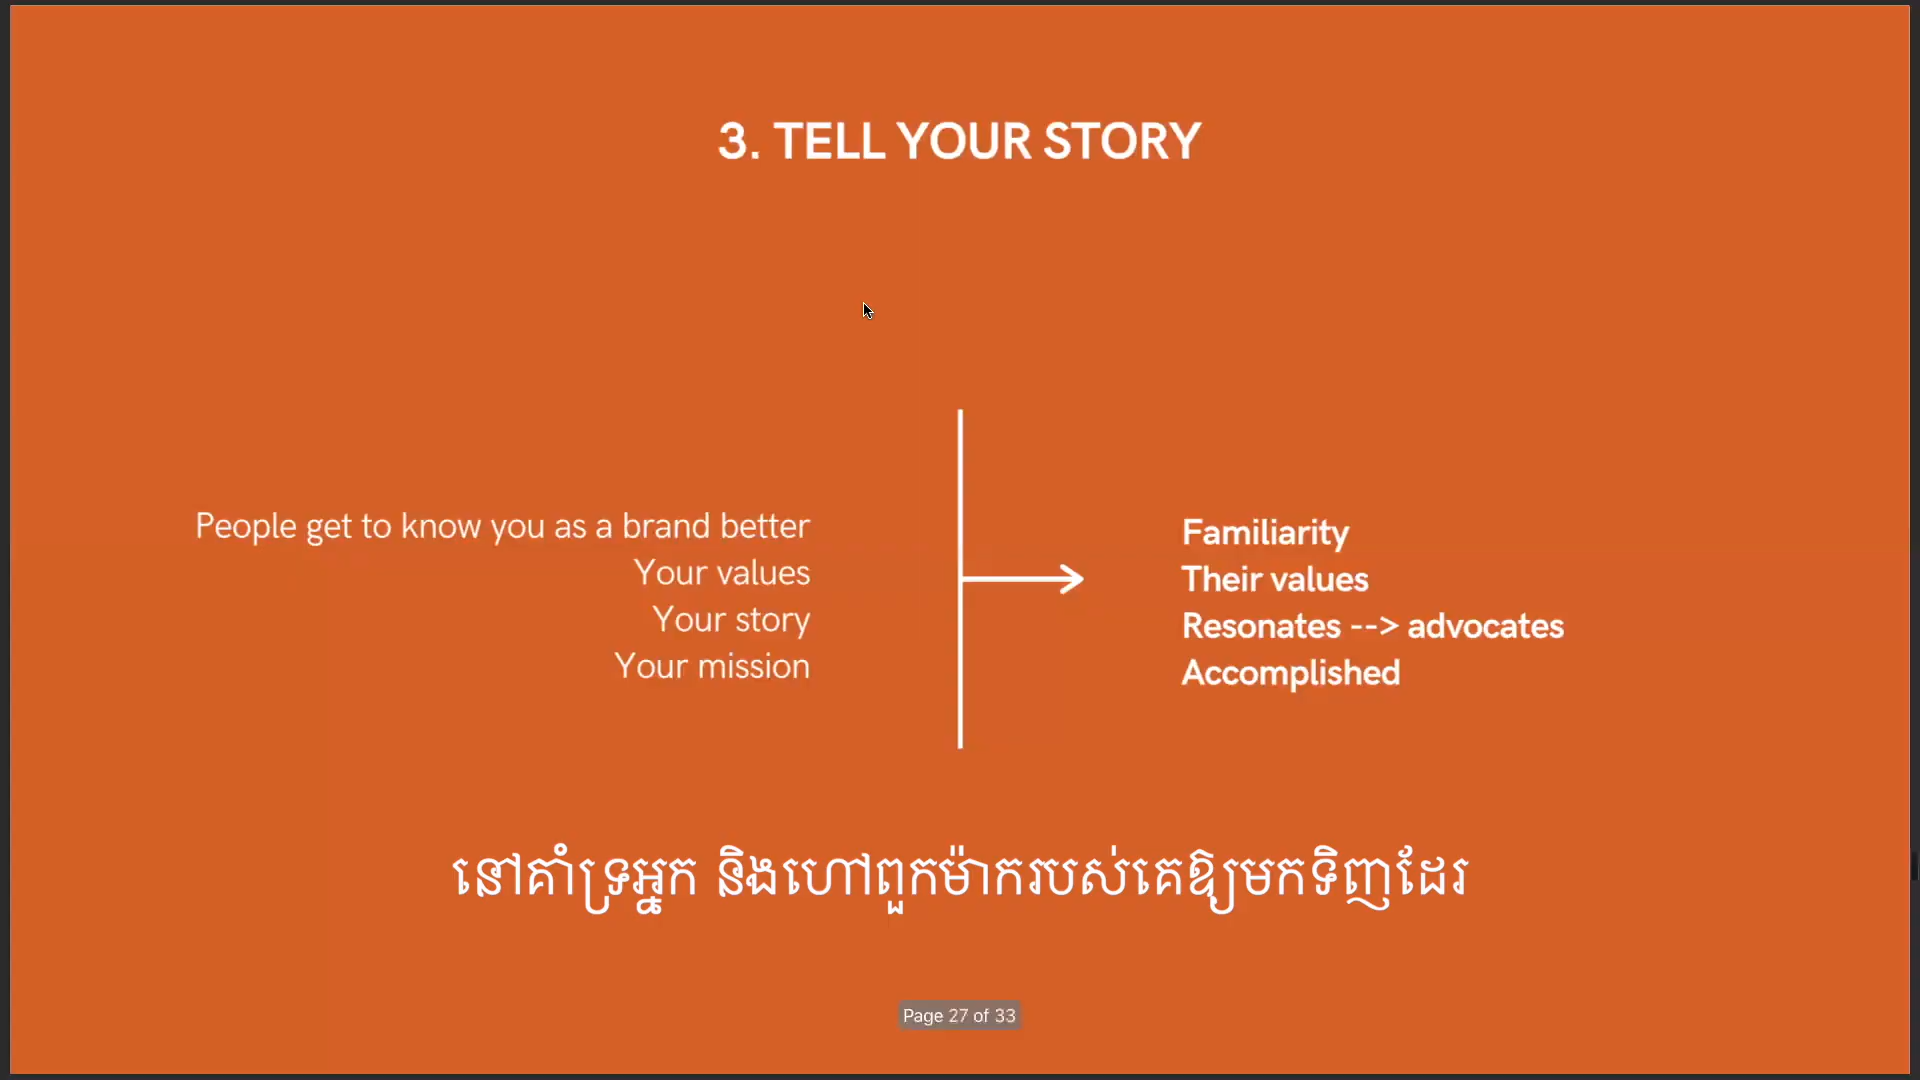 3. TELL YOUR STORY
People get to know you as a brand better
Your values
Your story
Your mission
Familiarity
Their values
Resonates --> advocates
Accomplished
នៅគាំទ្រអ្នក និងហៅពួកម៉ាករបស់គេឱ្យមកទិញដែរ
Page 27 of 33